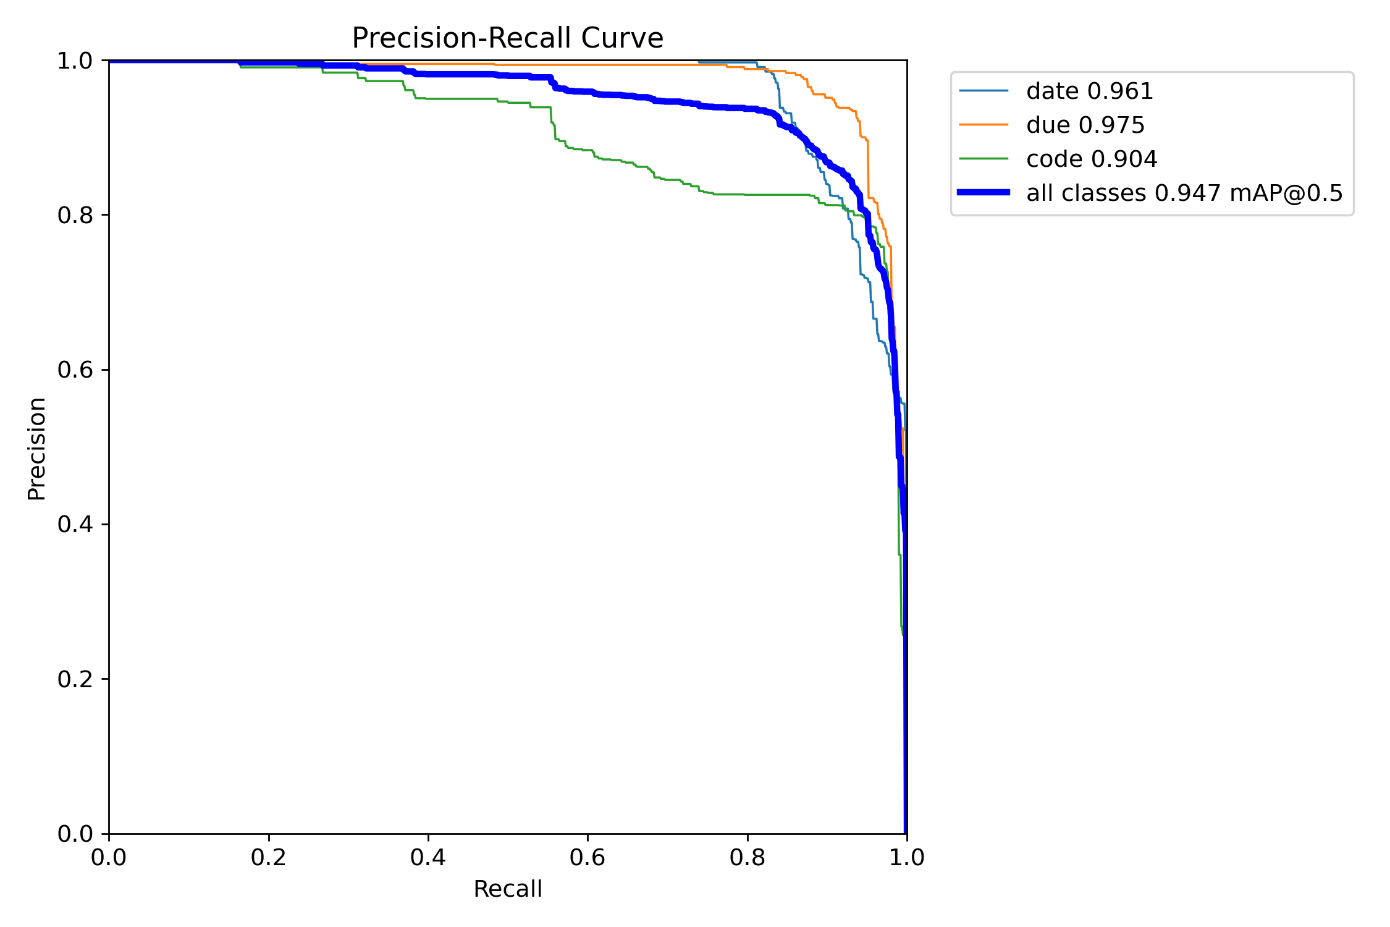 Precision-Recall Curve
date 0.961
due 0.975
code 0.904
all classes 0.947 mAP@0.5
1.0
0.8
0.6
0.4
0.2
0.0
Precision
0.0 0.2 0.4 0.6 0.8 1.0
Recall